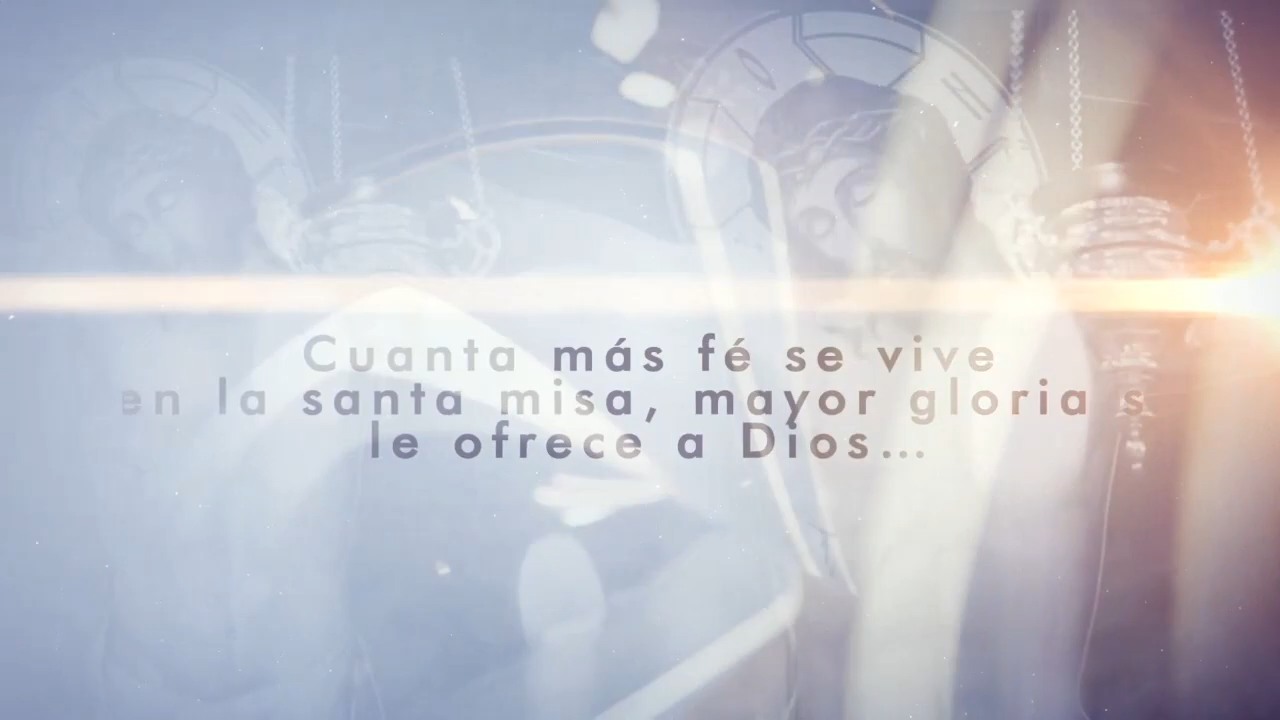 Cuanta más fé se vive
en la santa misa, mayor gloria s
le ofrece a Dios...